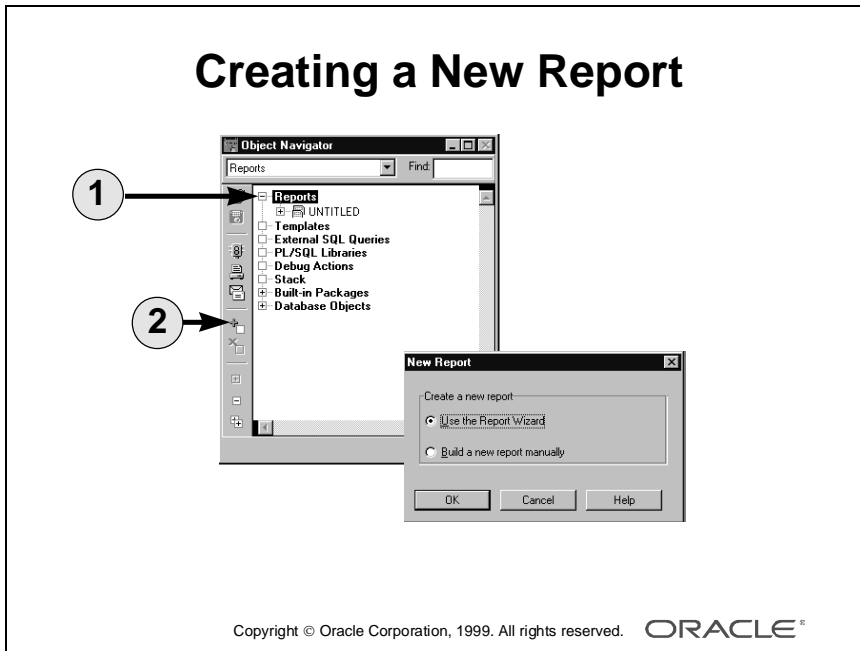 Creating a New Report
Object Navigator
Reports
Find:
1
Reports
UNTITLED
Templates
External SQL Queries
PL/SQL Libraries
Debug Actions
Stack
Built-in Packages
Database Objects
2
New Report
Create a new report
Use the Report Wizard
Build a new report manually
OK Cancel Help
Copyright © Oracle Corporation, 1999. All rights reserved. ORACLE®